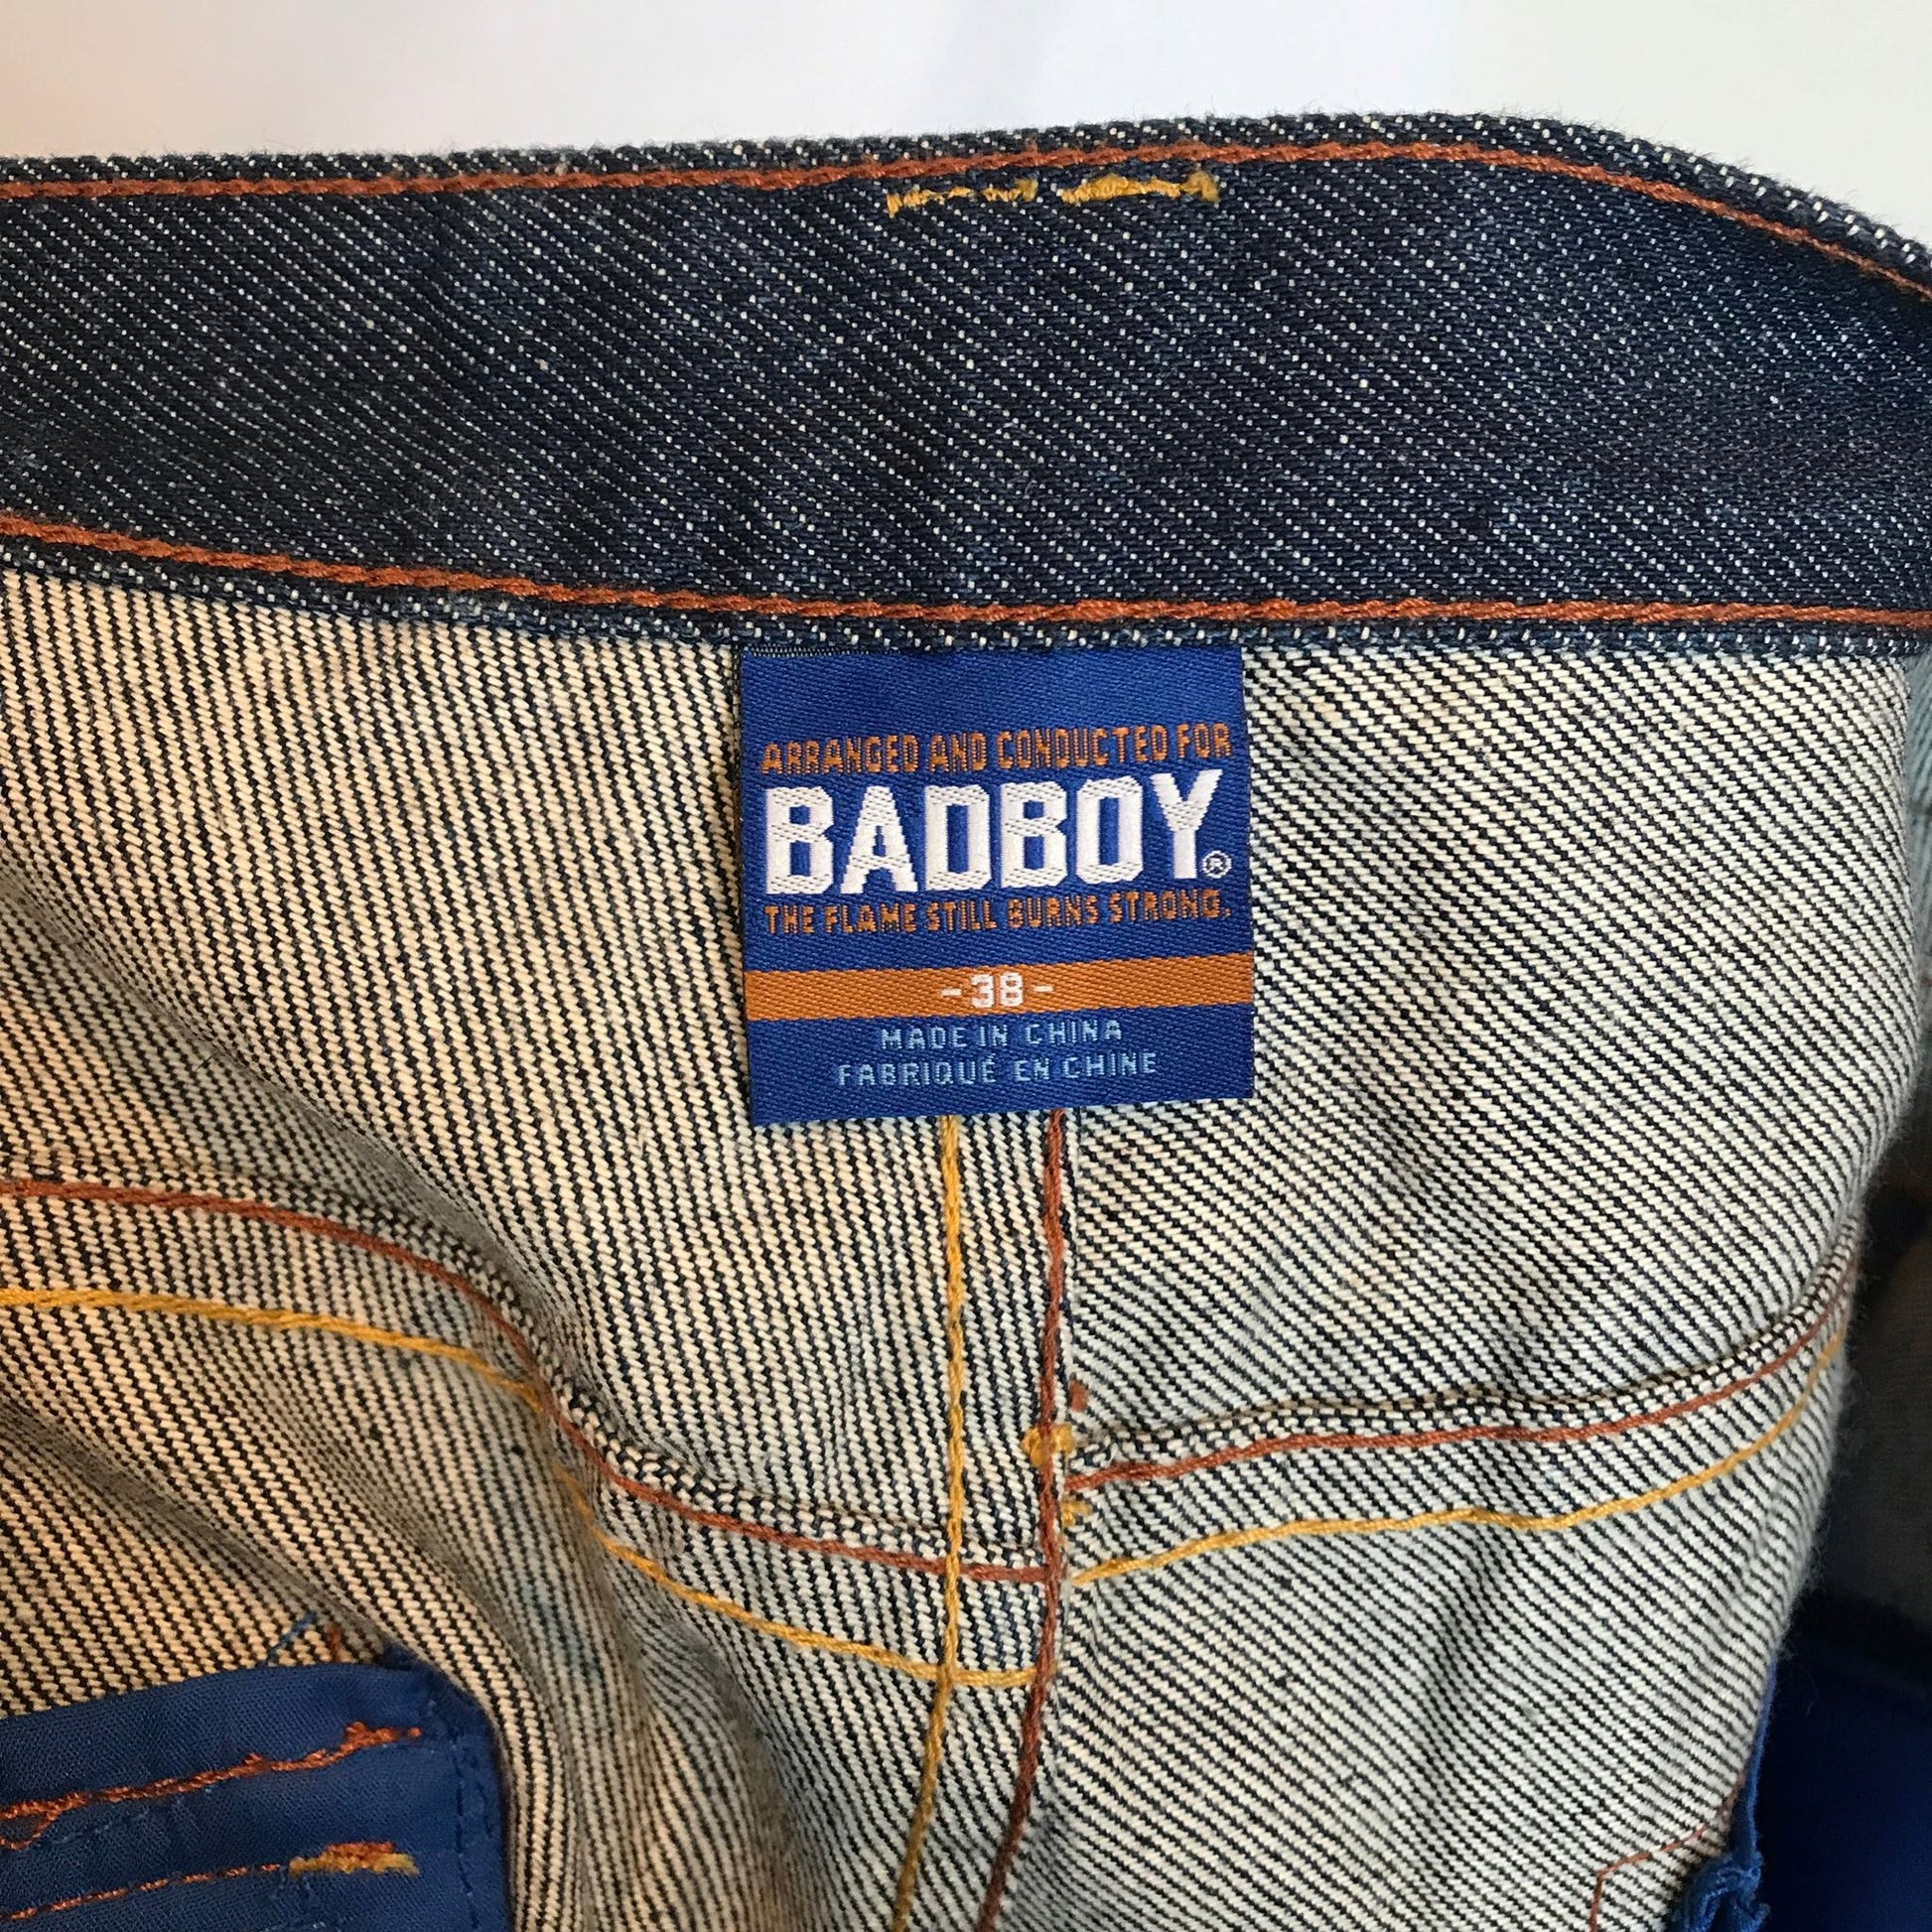 ARRANGED AND CONDUCTED FOR
BADBOY®
THE FLAME STILL BURNS STRONG.
-38-
MADE IN CHINA
FABRIQUÉ EN CHINE